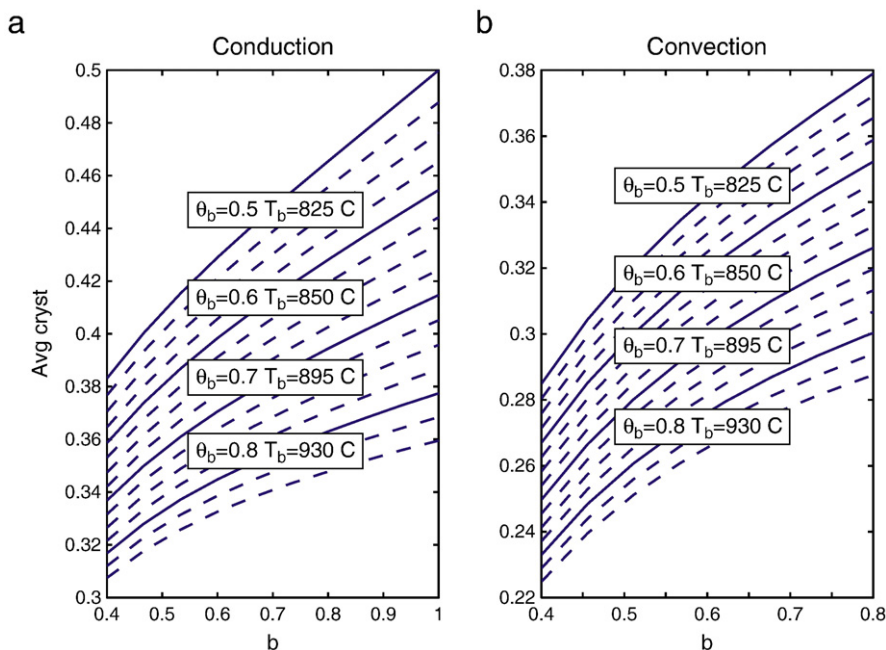 a
Conduction
Avg cryst
0.5
0.48
0.46
0.44
0.42
0.4
0.38
0.36
0.34
0.32
0.3
θb=0.5 Tb=825 C
θb=0.6 Tb=850 C
θb=0.7 Tb=895 C
θb=0.8 Tb=930 C
0.4 0.5 0.6 0.7 0.8 0.9 1
b
b
Convection
0.38
0.36
0.34
0.32
0.3
0.28
0.26
0.24
0.22
θb=0.5 Tb=825 C
θb=0.6 Tb=850 C
θb=0.7 Tb=895 C
θb=0.8 Tb=930 C
0.4 0.5 0.6 0.7 0.8
b